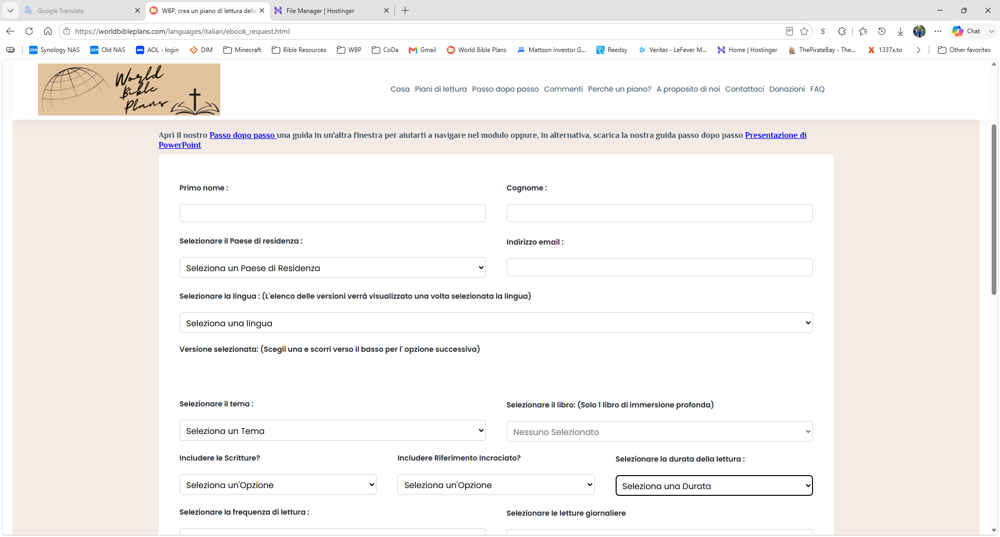 Google Translate
WBP, crea un piano di lettura della
File Manager | Hostinger
https://worldbibleplans.com/languages/italian/ebook_request.html
Chat
Synology NAS
Old NAS
AOL - login
DIM
Minecraft
Bible Resources
WBP
CoDa
Gmail
World Bible Plans
Mattson Investor G...
Reedsy
Veritas - LeFever M...
Home | Hostinger
ThePirateBay - The...
1337x.to
Other favorites
World
Bible
Plans
Casa Piani di lettura Passo dopo passo Commenti Perché un piano? A proposito di noi Contattaci Donazioni FAQ
Apri il nostro Passo dopo passo una guida in un'altra finestra per aiutarti a navigare nel modulo oppure, in alternativa, scarica la nostra guida passo dopo passo Presentazione di
PowerPoint
Primo nome :
Cognome :
Selezionare il Paese di residenza :
Indirizzo email :
Seleziona un Paese di Residenza
Selezionare la lingua : (L'elenco delle versioni verrà visualizzato una volta selezionata la lingua)
Seleziona una lingua
Versione selezionata: (Scegli una e scorri verso il basso per l' opzione successiva)
Selezionare il tema :
Selezionare il libro: (Solo 1 libro di immersione profonda)
Seleziona un Tema
Nessuno Selezionato
Includere le Scritture?
Includere Riferimento Incrociato?
Selezionare la durata della lettura :
Seleziona un'Opzione
Seleziona un'Opzione
Seleziona una Durata
Selezionare la frequenza di lettura :
Selezionare le letture giornaliere